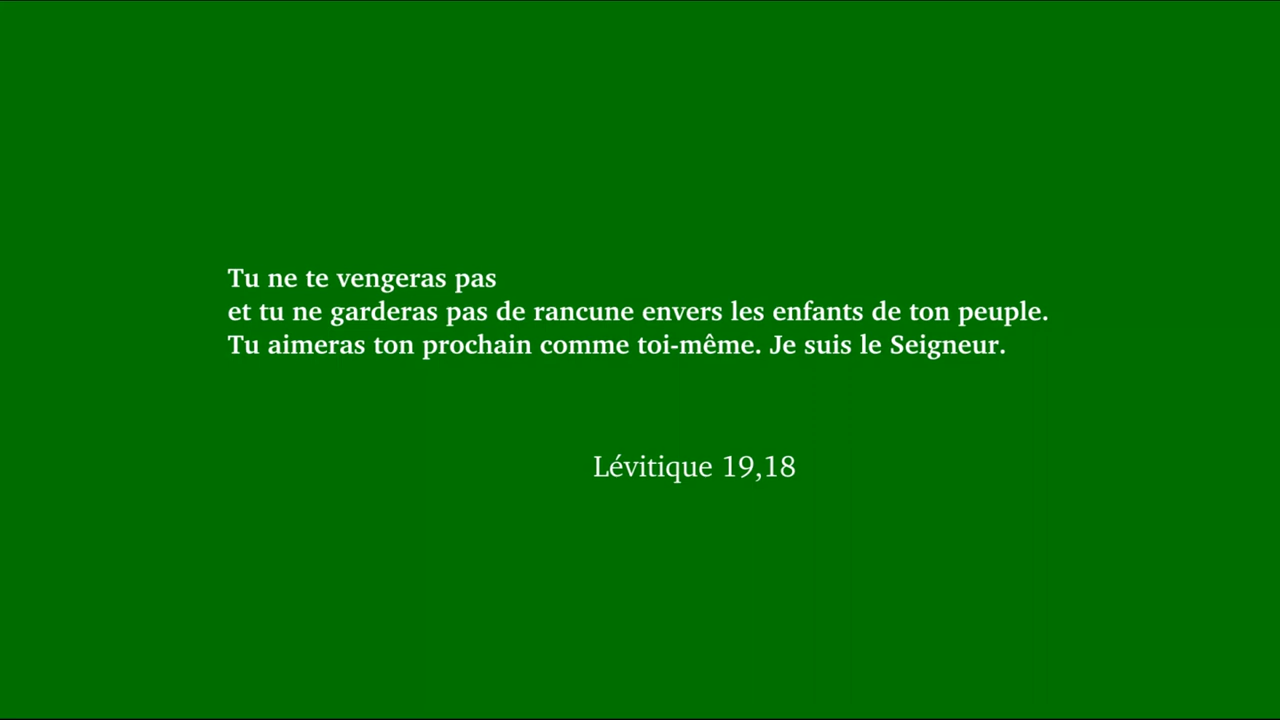 Tu ne te vengeras pas
et tu ne garderas pas de rancune envers les enfants de ton peuple.
Tu aimeras ton prochain comme toi-même. Je suis le Seigneur.
Lévitique 19,18